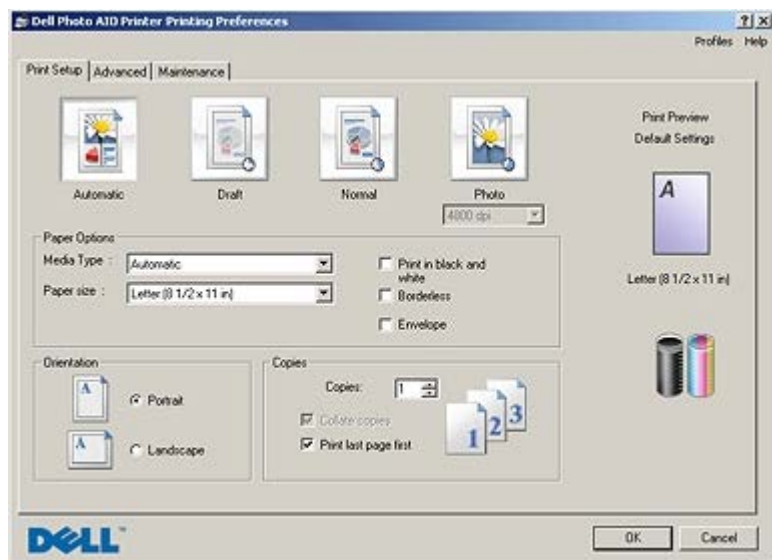 Dell Photo AIO Printer Printing Preferences
Profiles Help
Print Setup Advanced Maintenance
Automatic
Draft
Normal
Photo
4800 dpi
Print Preview
Default Settings
A
Letter (8 1/2 x 11 in)
Paper Options
Media Type : Automatic
Paper size : Letter (8 1/2 x 11 in)
Print in black and
white
Borderless
Envelope
Orientation
A Portrait
A Landscape
Copies
Copies: 1
Collate copies
Print last page first
1 2 3
DELL™
OK Cancel